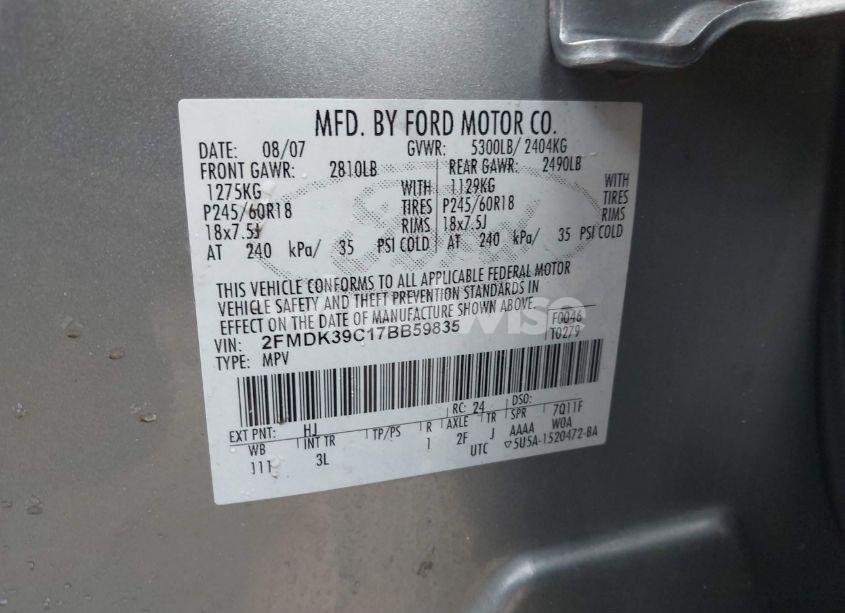 MFD. BY FORD MOTOR CO.
DATE: 08/07 GVWR: 5300LB/ 2404KG
FRONT GAWR: 2810LB REAR GAWR: 2490LB
1275KG WITH 1129KG WITH
P245/60R18 TIRES P245/60R18 TIRES
18x7.5J RIMS 18x7.5J RIMS
AT 240 kPa/ 35 PSI COLD AT 240 kPa/ 35 PSI COLD
THIS VEHICLE CONFORMS TO ALL APPLICABLE FEDERAL MOTOR
VEHICLE SAFETY AND THEFT PREVENTION STANDARDS IN
EFFECT ON THE DATE OF MANUFACTURE SHOWN ABOVE.
VIN: 2FMDK39C17BB59835 F0046
TYPE: MPV T0279
RC: 24 DSO:
EXT PNT: HJ R AXLE TR SPR 7Q11F
WB INT TR TP/PS 1 2F J AAAA W0A
111 3L UTC ▽5U5A-1520472-BA